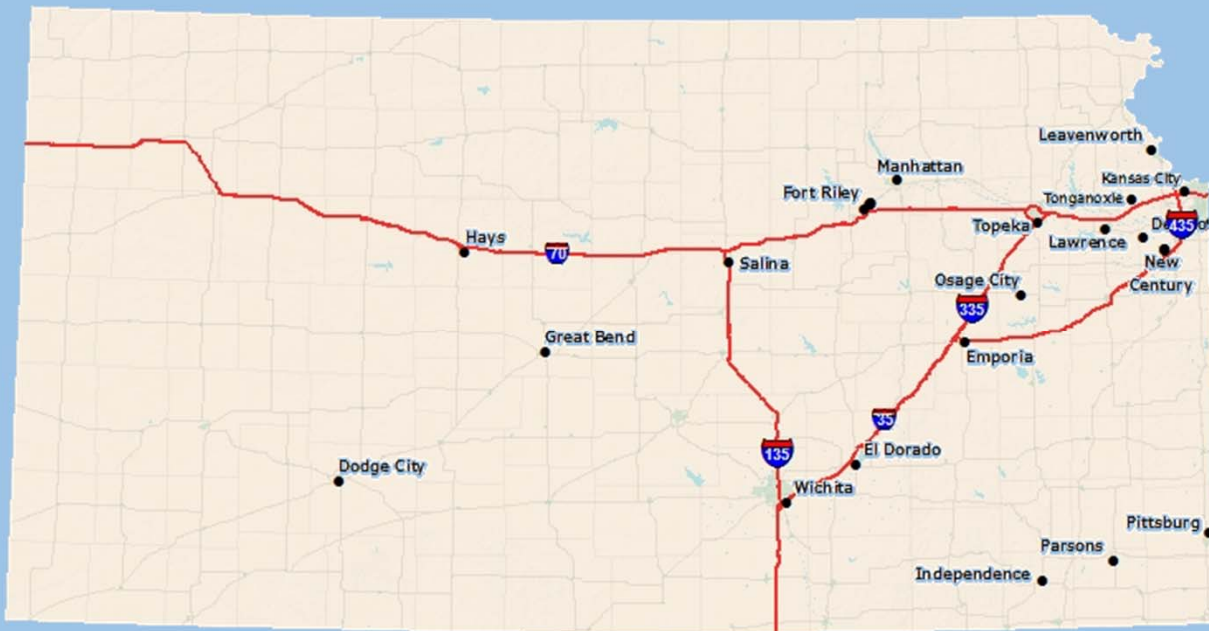 Leavenworth
Manhattan
Kansas City
Fort Riley
Tonganoxie
Topeka
435
Lawrence
Hays
70
Salina
New
Century
Osage City
335
Great Bend
Emporia
35
135
El Dorado
Dodge City
Wichita
Pittsburg
Parsons
Independence